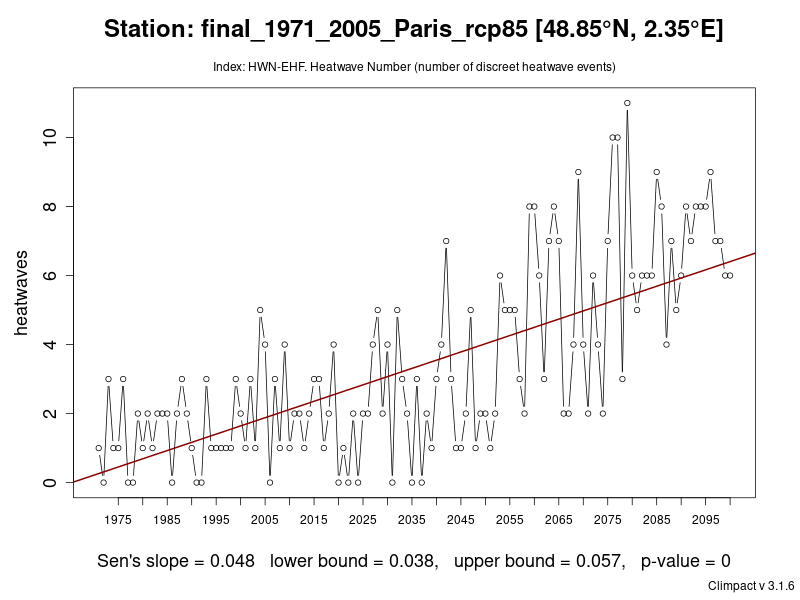 Station: final_1971_2005_Paris_rcp85 [48.85°N, 2.35°E]
Index: HWN-EHF. Heatwave Number (number of discreet heatwave events)
heatwaves
10
8
6
4
2
0
1975 1985 1995 2005 2015 2025 2035 2045 2055 2065 2075 2085 2095
Sen's slope = 0.048 lower bound = 0.038, upper bound = 0.057, p-value = 0
Climpact v 3.1.6